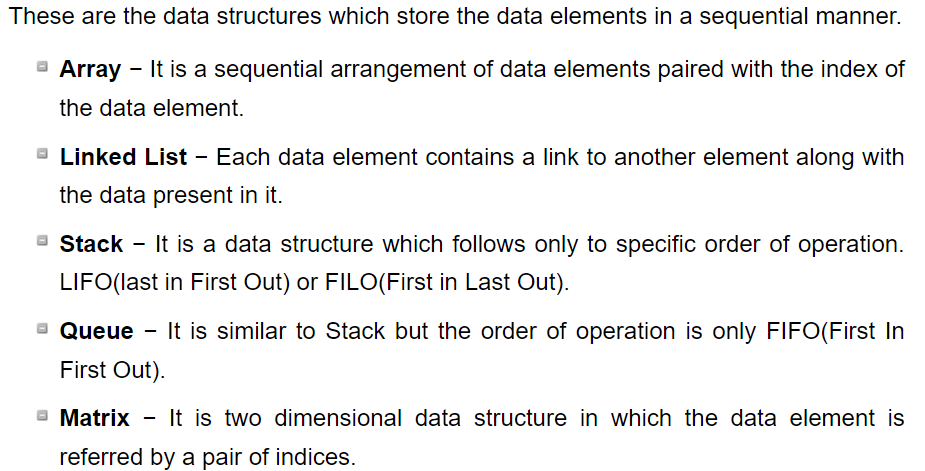 These are the data structures which store the data elements in a sequential manner.
Array − It is a sequential arrangement of data elements paired with the index of
the data element.
Linked List − Each data element contains a link to another element along with
the data present in it.
Stack − It is a data structure which follows only to specific order of operation.
LIFO(last in First Out) or FILO(First in Last Out).
Queue − It is similar to Stack but the order of operation is only FIFO(First In
First Out).
Matrix − It is two dimensional data structure in which the data element is
referred by a pair of indices.